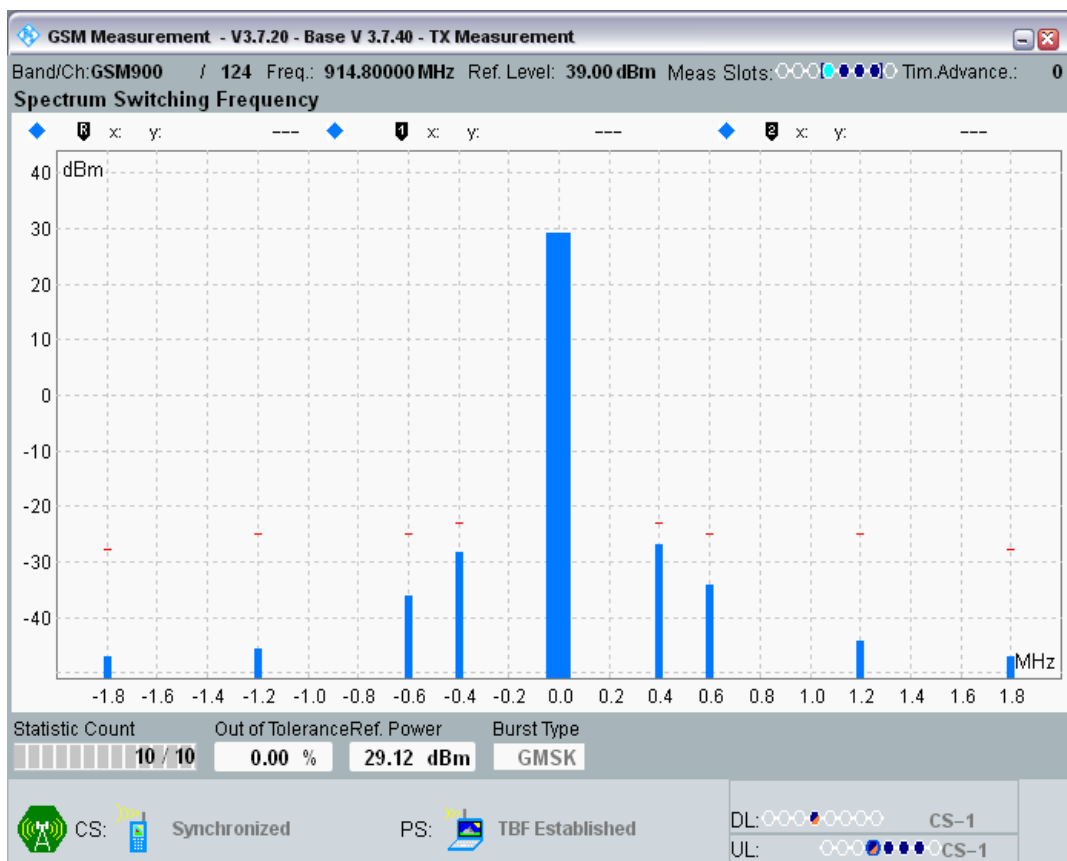 GSM Measurement - V3.7.20 - Base V 3.7.40 - TX Measurement
Band/Ch:GSM900 / 124 Freq.: 914.80000 MHz Ref. Level: 39.00 dBm Meas Slots: Tim.Advance.: 0
Spectrum Switching Frequency
R x: y: --- 1 x: y: --- 2 x: y: ---
dBm
40
30
20
10
0
-10
-20
-30
-40
MHz
-1.8 -1.6 -1.4 -1.2 -1.0 -0.8 -0.6 -0.4 -0.2 0.0 0.2 0.4 0.6 0.8 1.0 1.2 1.4 1.6 1.8
Statistic Count Out of Tolerance Ref. Power Burst Type
10 / 10 0.00 % 29.12 dBm GMSK
CS: Synchronized PS: TBF Established
DL: CS-1
UL: CS-1